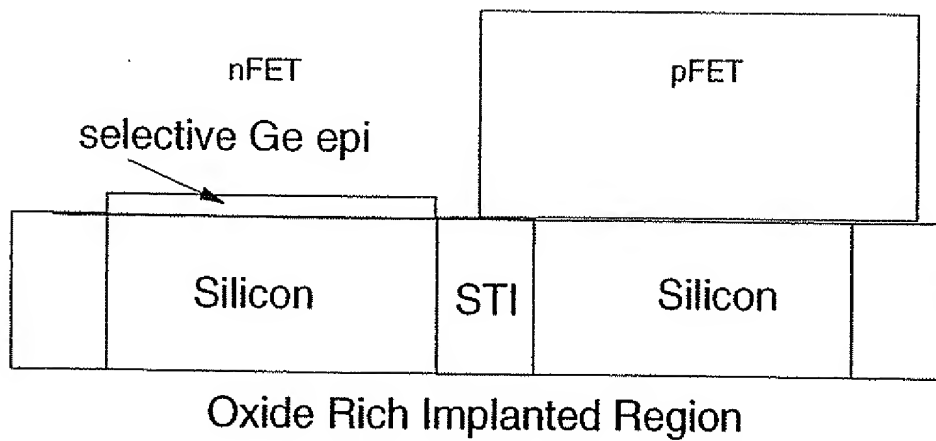 nFET
pFET
selective Ge epi
Silicon
STI
Silicon
Oxide Rich Implanted Region